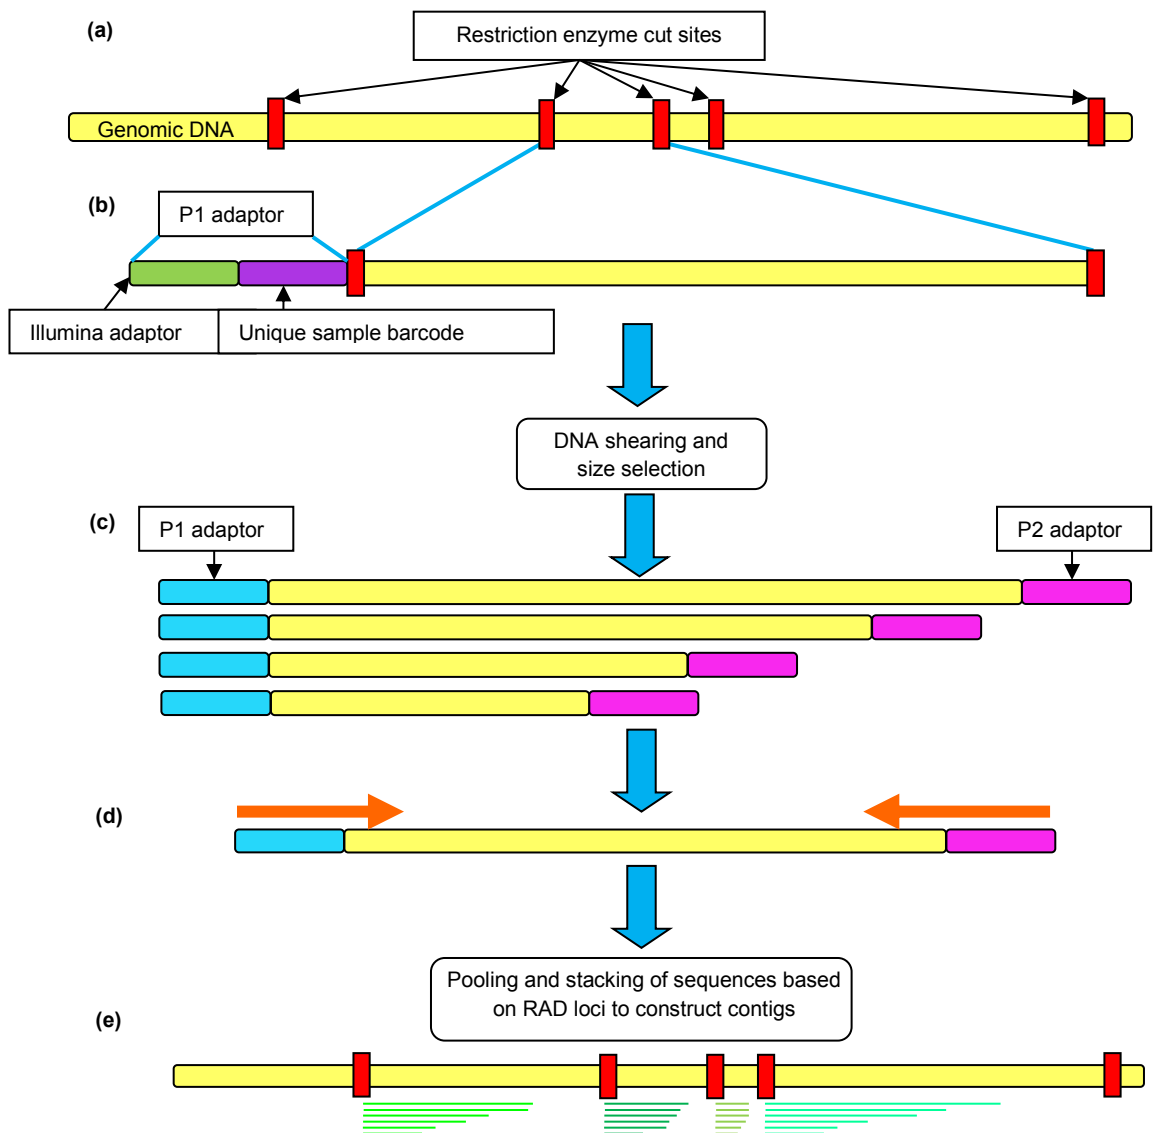 (a)
Restriction enzyme cut sites
Genomic DNA
(b)
P1 adaptor
Illumina adaptor
Unique sample barcode
DNA shearing and
size selection
(c)
P1 adaptor
P2 adaptor
(d)
Pooling and stacking of sequences based
on RAD loci to construct contigs
(e)